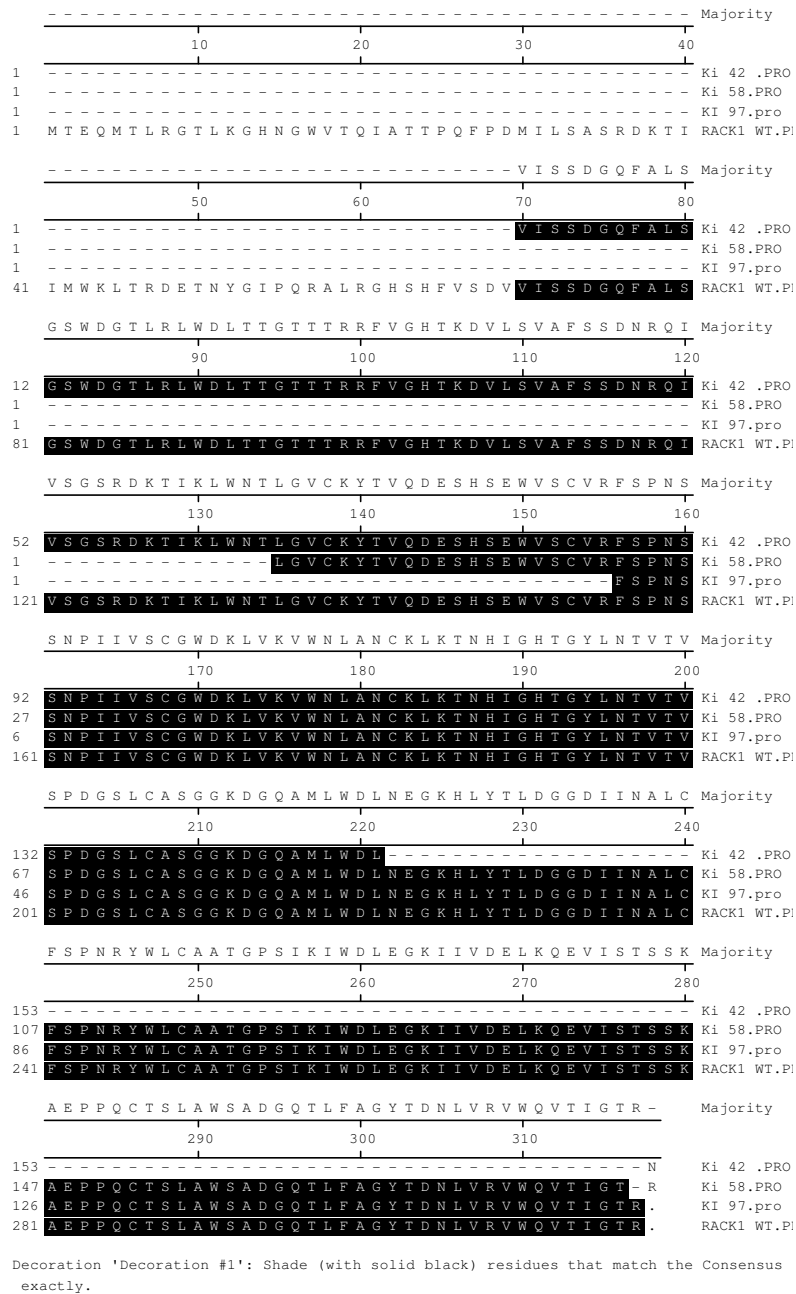 - - - - - - - - - - - - - - - - - - - - - - - - - - - - - - - - - - - - - - - - Majority
10 20 30 40
1 - - - - - - - - - - - - - - - - - - - - - - - - - - - - - - - - - - - - - - - - Ki 42 .PRO
1 - - - - - - - - - - - - - - - - - - - - - - - - - - - - - - - - - - - - - - - - Ki 58.PRO
1 - - - - - - - - - - - - - - - - - - - - - - - - - - - - - - - - - - - - - - - - KI 97.pro
1 M T E Q M T L R G T L K G H N G W V T Q I A T T P Q F P D M I L S A S R D K T I RACK1 WT.P
- - - - - - - - - - - - - - - - - - - - - - - - - - - - - V I S S D G Q F A L S Majority
50 60 70 80
1 - - - - - - - - - - - - - - - - - - - - - - - - - - - - - V I S S D G Q F A L S Ki 42 .PRO
1 - - - - - - - - - - - - - - - - - - - - - - - - - - - - - - - - - - - - - - - - Ki 58.PRO
1 - - - - - - - - - - - - - - - - - - - - - - - - - - - - - - - - - - - - - - - - KI 97.pro
41 I M W K L T R D E T N Y G I P Q R A L R G H S H F V S D V V I S S D G Q F A L S RACK1 WT.P
G S W D G T L R L W D L T T G T T T R R F V G H T K D V L S V A F S S D N R Q I Majority
90 100 110 120
12 G S W D G T L R L W D L T T G T T T R R F V G H T K D V L S V A F S S D N R Q I Ki 42 .PRO
1 - - - - - - - - - - - - - - - - - - - - - - - - - - - - - - - - - - - - - - - - Ki 58.PRO
1 - - - - - - - - - - - - - - - - - - - - - - - - - - - - - - - - - - - - - - - - KI 97.pro
81 G S W D G T L R L W D L T T G T T T R R F V G H T K D V L S V A F S S D N R Q I RACK1 WT.P
V S G S R D K T I K L W N T L G V C K Y T V Q D E S H S E W V S C V R F S P N S Majority
130 140 150 160
52 V S G S R D K T I K L W N T L G V C K Y T V Q D E S H S E W V S C V R F S P N S Ki 42 .PRO
1 - - - - - - - - - - - - - - L G V C K Y T V Q D E S H S E W V S C V R F S P N S Ki 58.PRO
1 - - - - - - - - - - - - - - - - - - - - - - - - - - - - - - - - - - - F S P N S KI 97.pro
121 V S G S R D K T I K L W N T L G V C K Y T V Q D E S H S E W V S C V R F S P N S RACK1 WT.P
S N P I I V S C G W D K L V K V W N L A N C K L K T N H I G H T G Y L N T V T V Majority
170 180 190 200
92 S N P I I V S C G W D K L V K V W N L A N C K L K T N H I G H T G Y L N T V T V Ki 42 .PRO
27 S N P I I V S C G W D K L V K V W N L A N C K L K T N H I G H T G Y L N T V T V Ki 58.PRO
6 S N P I I V S C G W D K L V K V W N L A N C K L K T N H I G H T G Y L N T V T V KI 97.pro
161 S N P I I V S C G W D K L V K V W N L A N C K L K T N H I G H T G Y L N T V T V RACK1 WT.P
S P D G S L C A S G G K D G Q A M L W D L N E G K H L Y T L D G G D I I N A L C Majority
210 220 230 240
132 S P D G S L C A S G G K D G Q A M L W D L - - - - - - - - - - - - - - - - - - - Ki 42 .PRO
67 S P D G S L C A S G G K D G Q A M L W D L N E G K H L Y T L D G G D I I N A L C Ki 58.PRO
46 S P D G S L C A S G G K D G Q A M L W D L N E G K H L Y T L D G G D I I N A L C KI 97.pro
201 S P D G S L C A S G G K D G Q A M L W D L N E G K H L Y T L D G G D I I N A L C RACK1 WT.P
F S P N R Y W L C A A T G P S I K I W D L E G K I I V D E L K Q E V I S T S S K Majority
250 260 270 280
153 - - - - - - - - - - - - - - - - - - - - - - - - - - - - - - - - - - - - - - - - Ki 42 .PRO
107 F S P N R Y W L C A A T G P S I K I W D L E G K I I V D E L K Q E V I S T S S K Ki 58.PRO
86 F S P N R Y W L C A A T G P S I K I W D L E G K I I V D E L K Q E V I S T S S K KI 97.pro
241 F S P N R Y W L C A A T G P S I K I W D L E G K I I V D E L K Q E V I S T S S K RACK1 WT.P
A E P P Q C T S L A W S A D G Q T L F A G Y T D N L V R V W Q V T I G T R - Majority
290 300 310
153 - - - - - - - - - - - - - - - - - - - - - - - - - - - - - - - - - - - - - N Ki 42 .PRO
147 A E P P Q C T S L A W S A D G Q T L F A G Y T D N L V R V W Q V T I G T - R Ki 58.PRO
126 A E P P Q C T S L A W S A D G Q T L F A G Y T D N L V R V W Q V T I G T R . KI 97.pro
281 A E P P Q C T S L A W S A D G Q T L F A G Y T D N L V R V W Q V T I G T R . RACK1 WT.P
Decoration 'Decoration #1': Shade (with solid black) residues that match the Consensus
exactly.